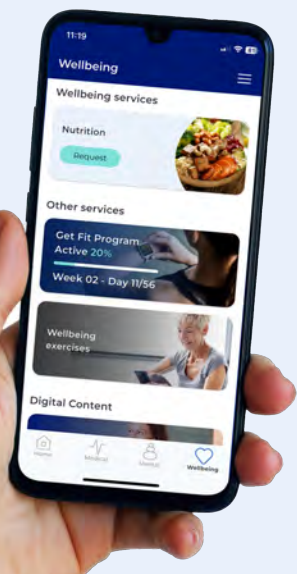 11:19
Wellbeing
Wellbeing services
Nutrition
Request
Other services
Get Fit Program
Active 20%
Week 02 - Day 11/56
Wellbeing
exercises
Digital Content
Home
Medical
Mental
Wellbeing